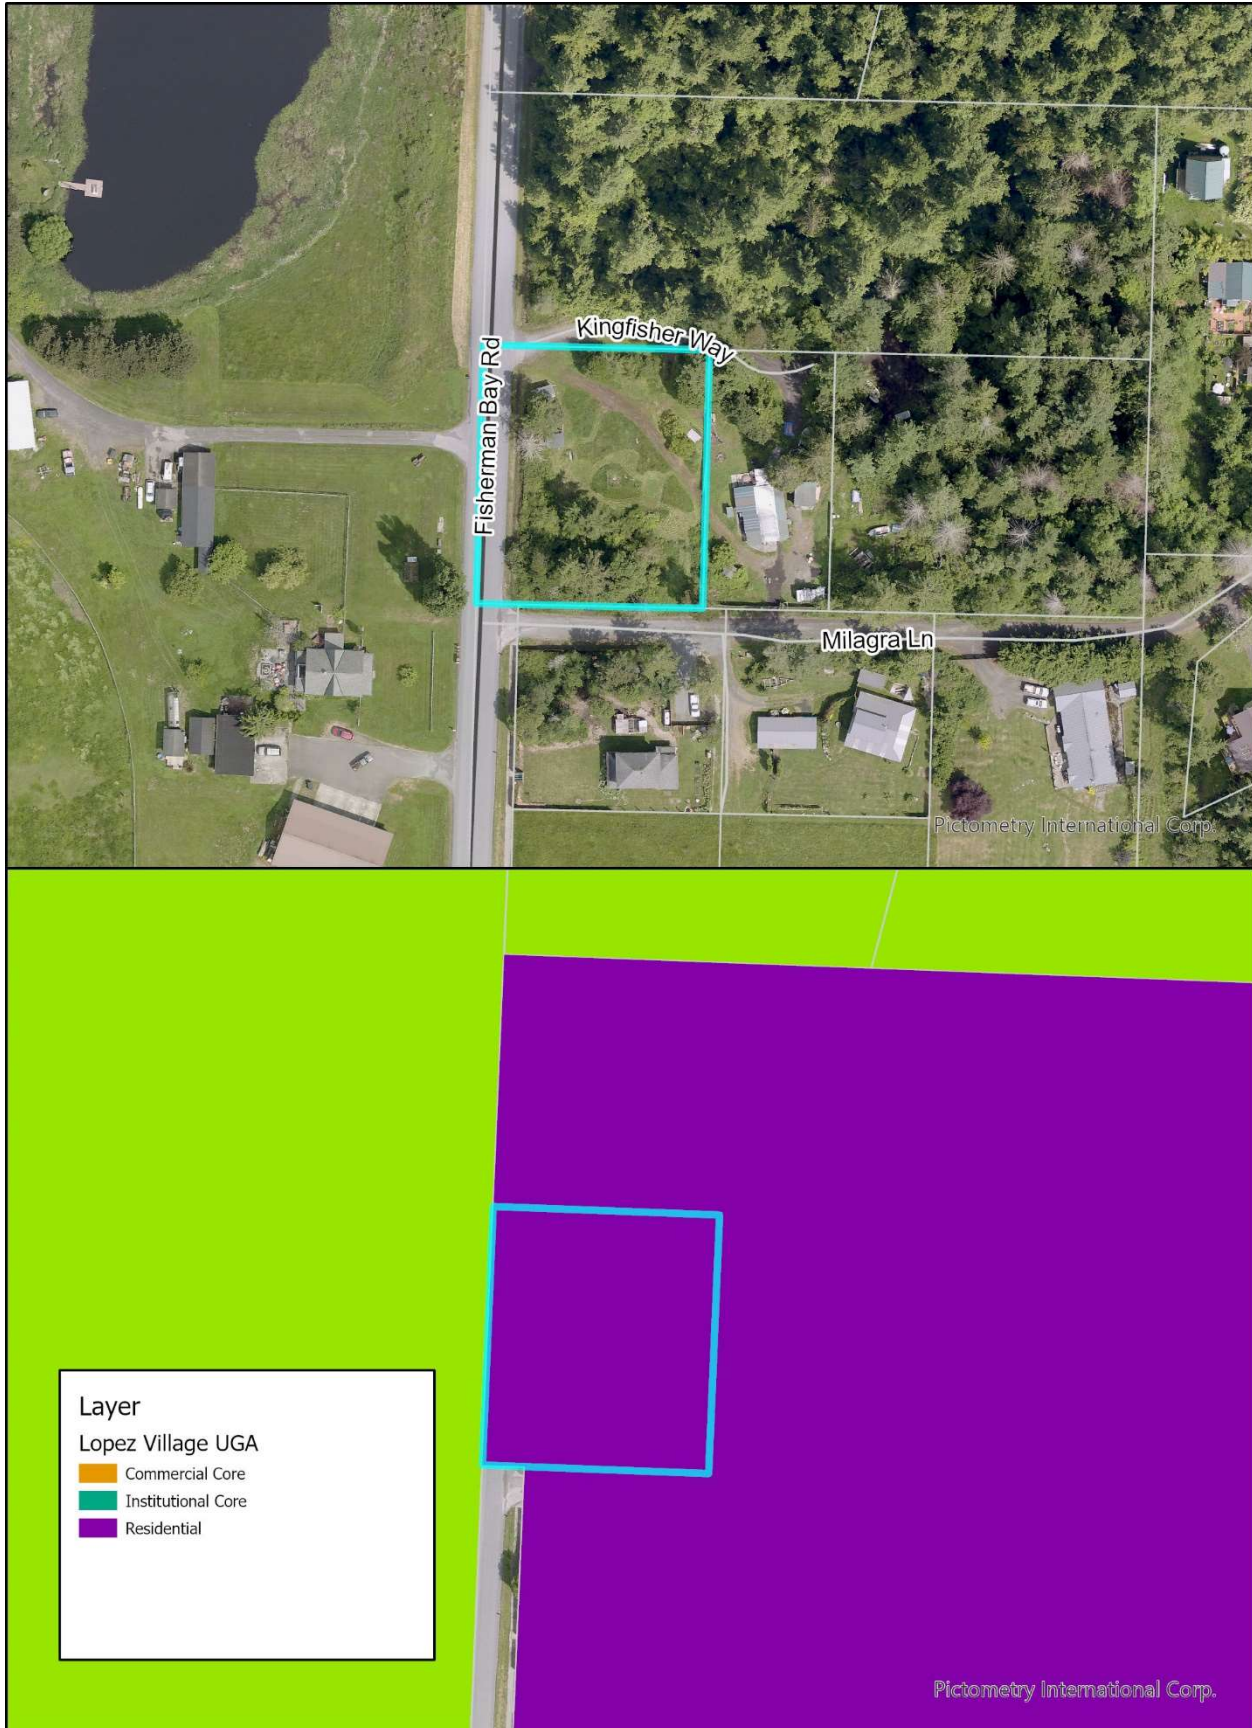 Kingfisher Way
Fisherman Bay Rd
Milagra Ln
Pictometry International Corp.
Layer
Lopez Village UGA
Commercial Core
Institutional Core
Residential
Pictometry International Corp.